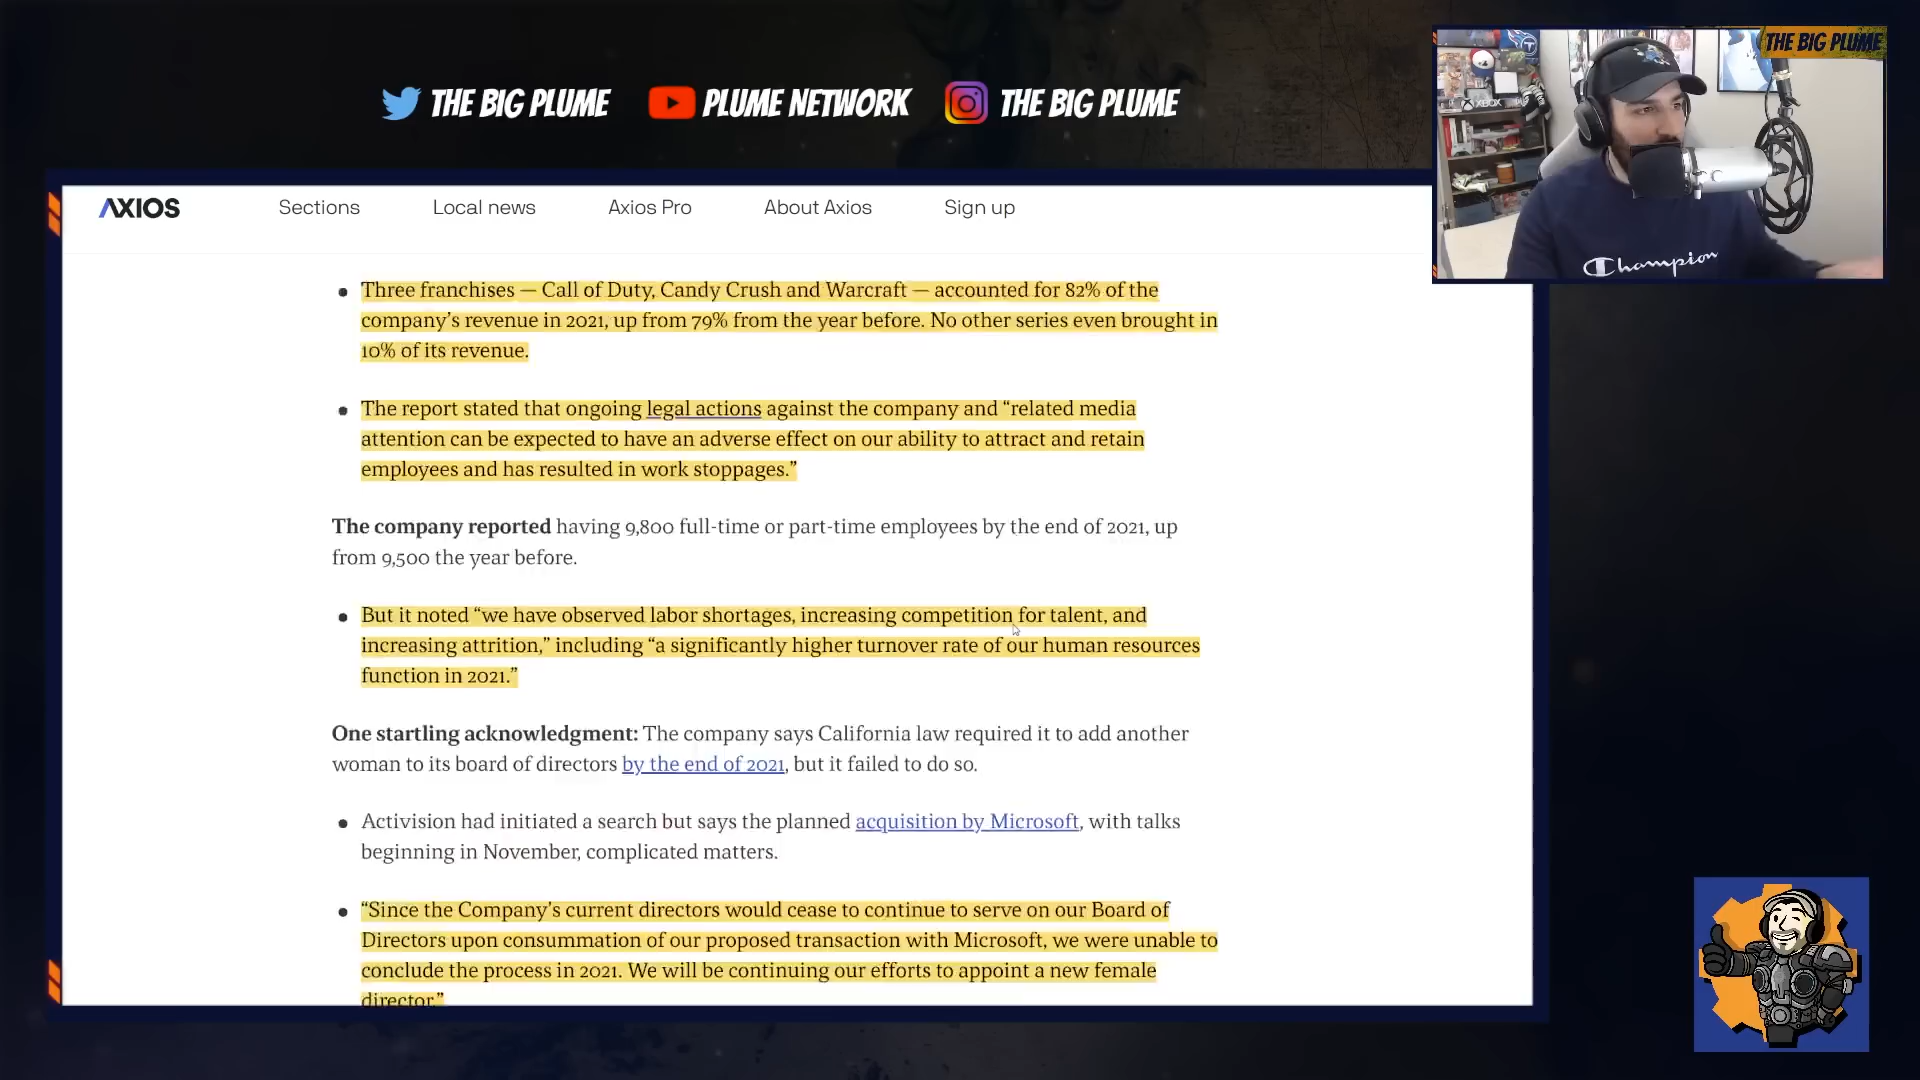 THE BIG PLUME
PLUME NETWORK
THE BIG PLUME
THE BIG PLUME
XBOX
Champion
AXIOS
Sections
Local news
Axios Pro
About Axios
Sign up
• Three franchises — Call of Duty, Candy Crush and Warcraft — accounted for 82% of the
company’s revenue in 2021, up from 79% from the year before. No other series even brought in
10% of its revenue.
• The report stated that ongoing legal actions against the company and “related media
attention can be expected to have an adverse effect on our ability to attract and retain
employees and has resulted in work stoppages.”
The company reported having 9,800 full-time or part-time employees by the end of 2021, up
from 9,500 the year before.
• But it noted “we have observed labor shortages, increasing competition for talent, and
increasing attrition,” including “a significantly higher turnover rate of our human resources
function in 2021.”
One startling acknowledgment: The company says California law required it to add another
woman to its board of directors by the end of 2021, but it failed to do so.
• Activision had initiated a search but says the planned acquisition by Microsoft, with talks
beginning in November, complicated matters.
• “Since the Company’s current directors would cease to continue to serve on our Board of
Directors upon consummation of our proposed transaction with Microsoft, we were unable to
conclude the process in 2021. We will be continuing our efforts to appoint a new female
director.”